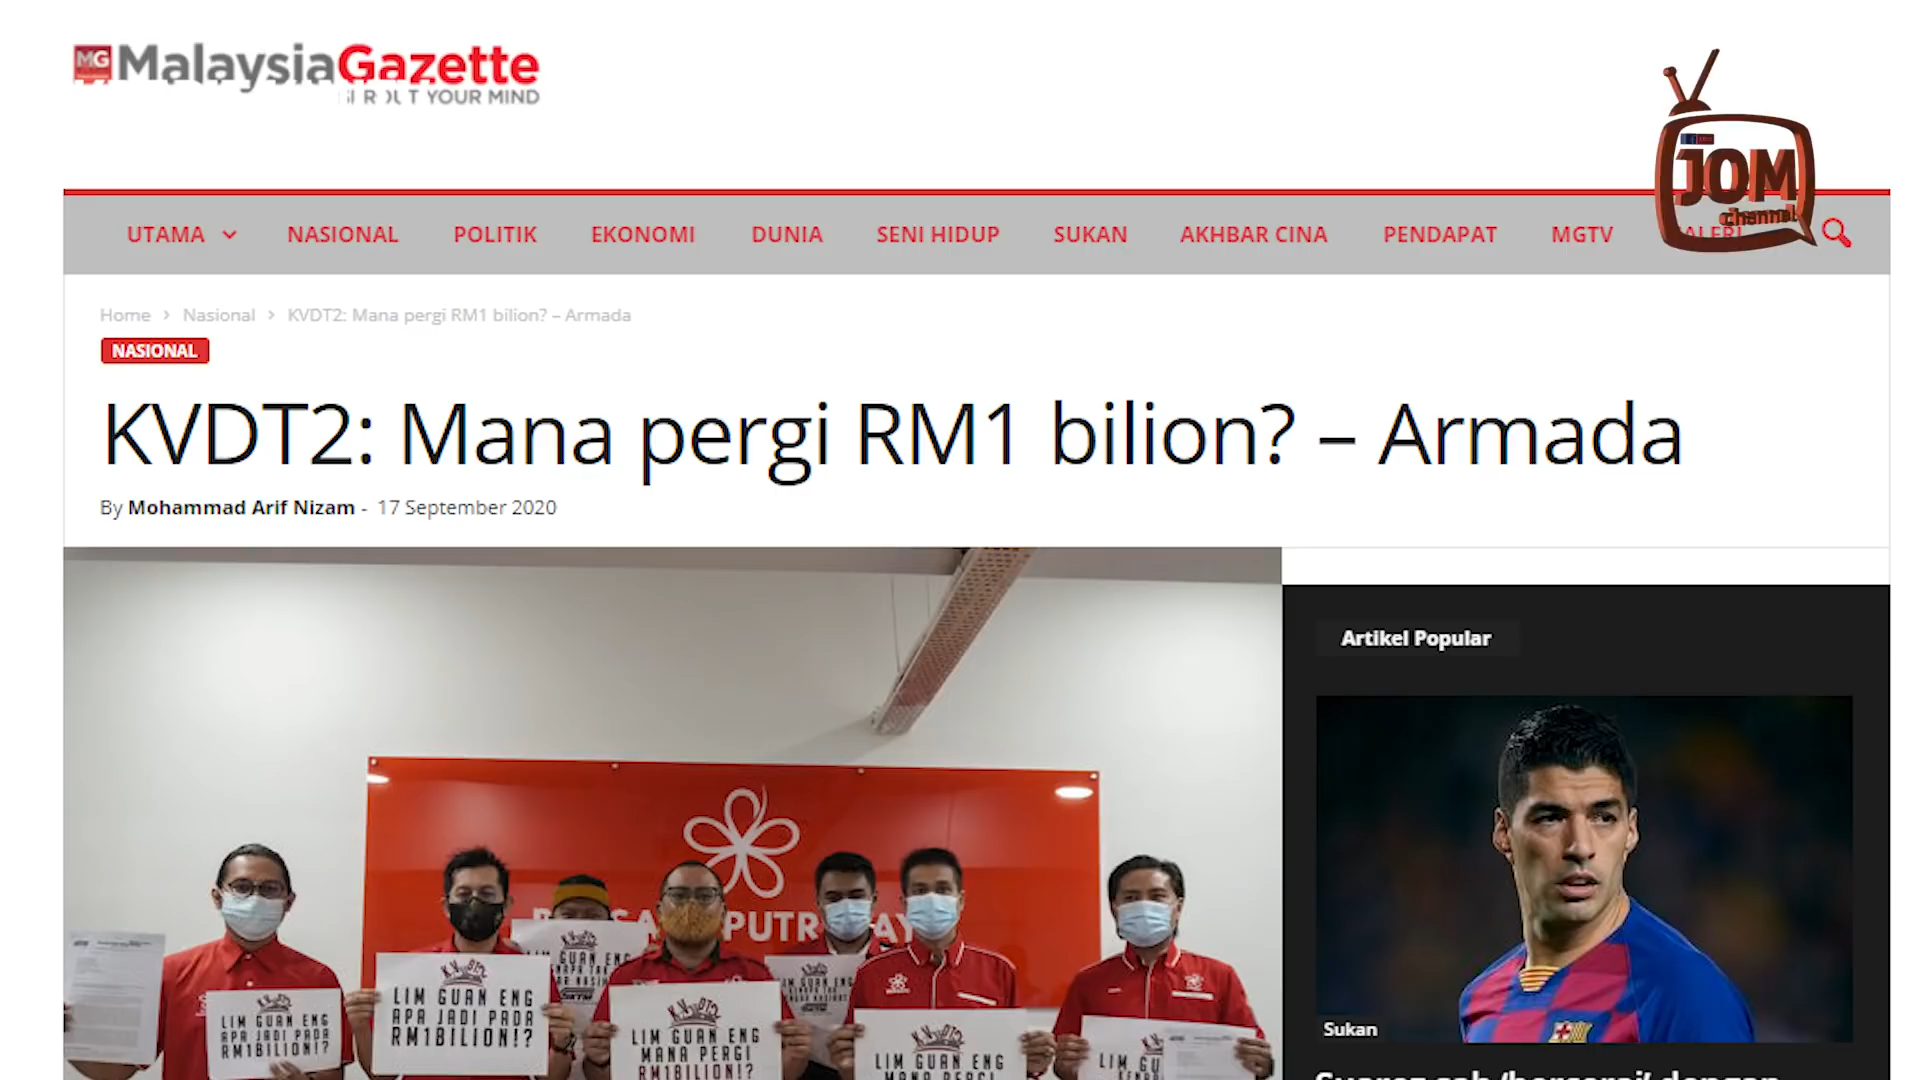 MG MalaysiaGazette
T YOUR MIND
JOM
channel
UTAMA NASIONAL POLITIK EKONOMI DUNIA SENI HIDUP SUKAN AKHBAR CINA PENDAPAT MGTV
Home > Nasional > KVDT2: Mana pergi RM1 bilion? – Armada
NASIONAL
KVDT2: Mana pergi RM1 bilion? – Armada
By Mohammad Arif Nizam - 17 September 2020
Artikel Popular
LIM GUAN ENG
APA JADI PADA
RM1BILION!?
LIM GUAN ENG
APA JADI PADA
RM1BILION!?
LIM GUAN ENG
MANA PERGI
RM1BILION!?
LIM GUAN ENG
MANA PERGI
Sukan